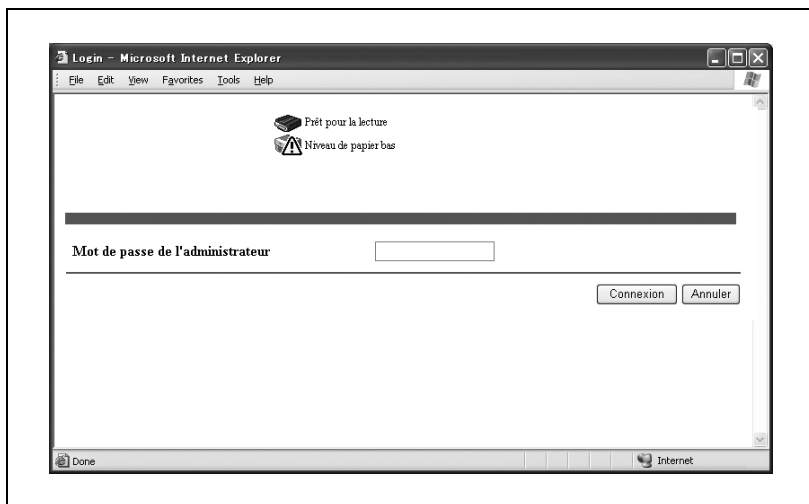 Login - Microsoft Internet Explorer
File Edit View Favorites Tools Help
Prêt pour la lecture
Niveau de papier bas
Mot de passe de l'administrateur
Connexion Annuler
Done Internet